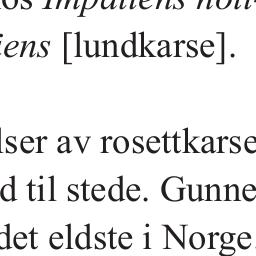 Impatiens noli-
iens [lundkarse].
lser av rosettkarse
d til stede. Gunne
det eldste i Norge.